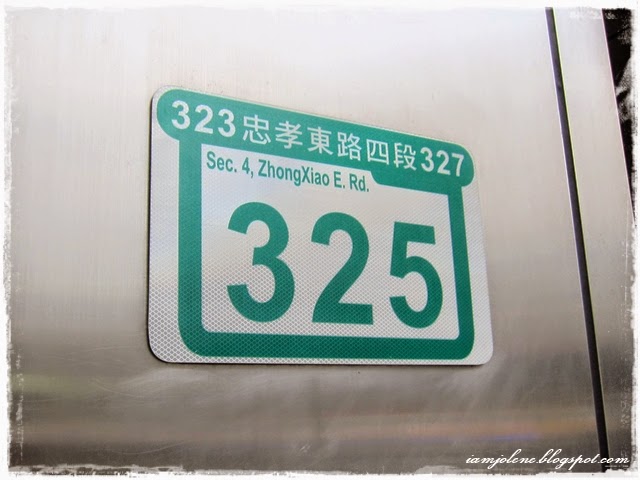 323忠孝東路四段327
Sec. 4, ZhongXiao E. Rd.
325
iamjolene.blogspot.com